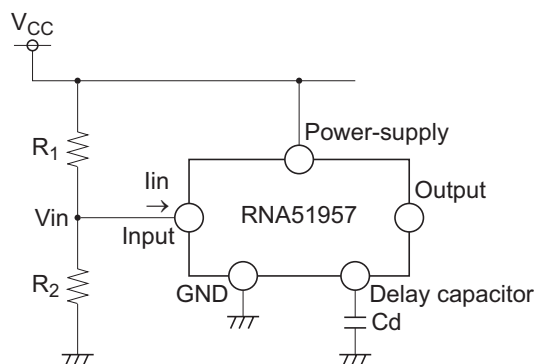 VCC
Power-supply
R1
Iin
RNA51957
Output
Vin
Input
R2
GND
Delay capacitor
Cd